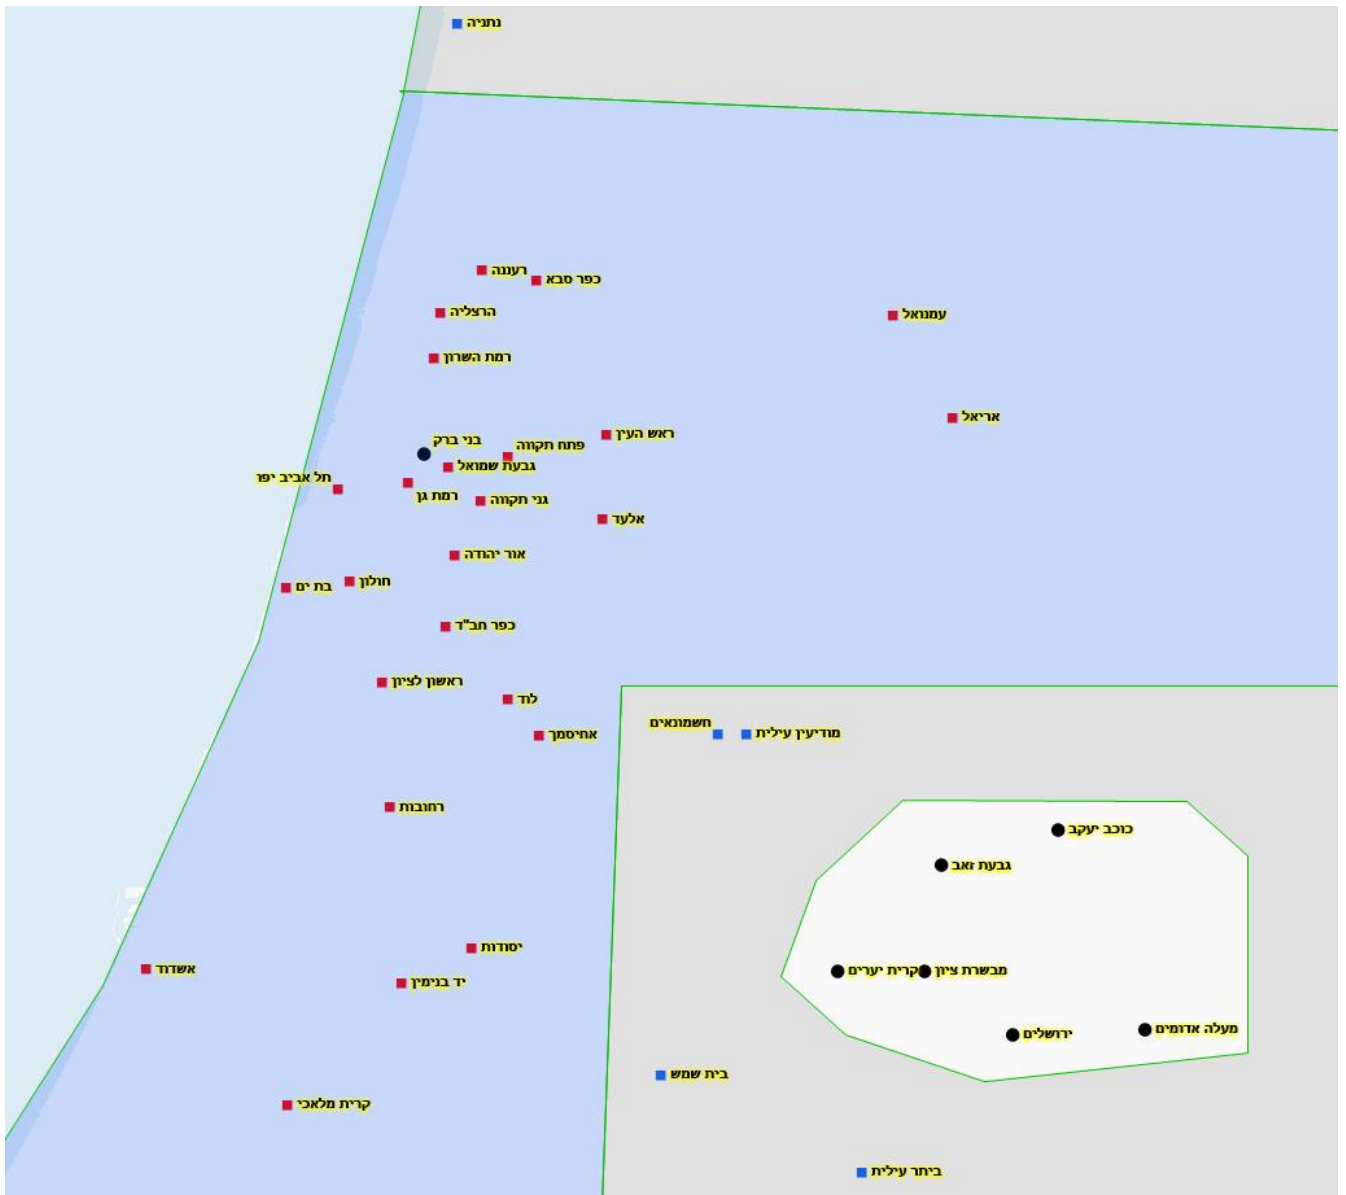 נתניה
רעננה
כפר סבא
הרצליה
עמנואל
רמת השרון
אריאל
ראש העין
בני ברק
פתח תקווה
גבעת שמואל
תל אביב יפו
רמת גן
גני תקווה
אלעד
אור יהודה
חולון
בת ים
כפר חב"ד
ראשון לציון
לוד
חשמונאים
מודיעין עילית
אחיסמך
רחובות
כוכב יעקב
גבעת זאב
יסודות
אשדוד
יד בנימין
מבשרת ציון
קרית יערים
מעלה אדומים
ירושלים
בית שמש
קרית מלאכי
ביתר עילית